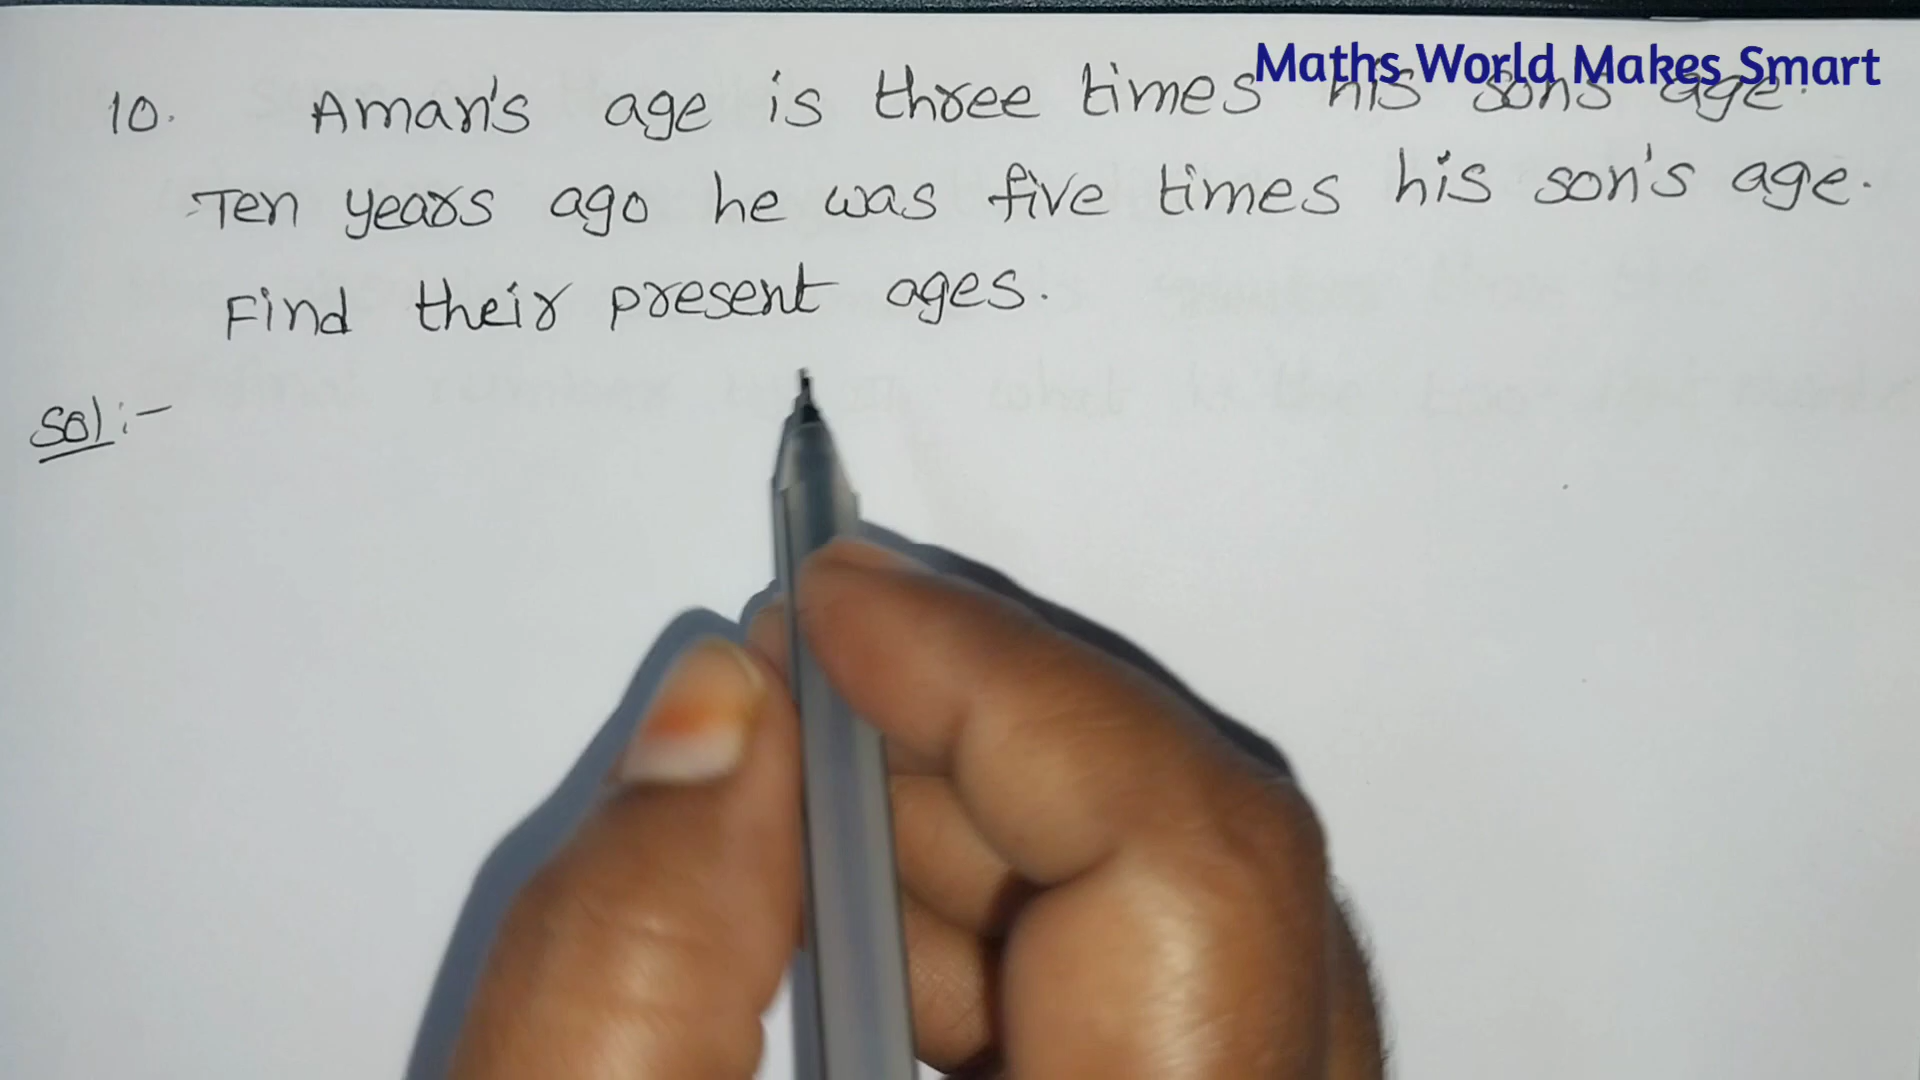 Maths World Makes Smart
10. Aman's age is three times his son's age.
Ten years ago he was five times his son's age.
Find their present ages.
Sol:-